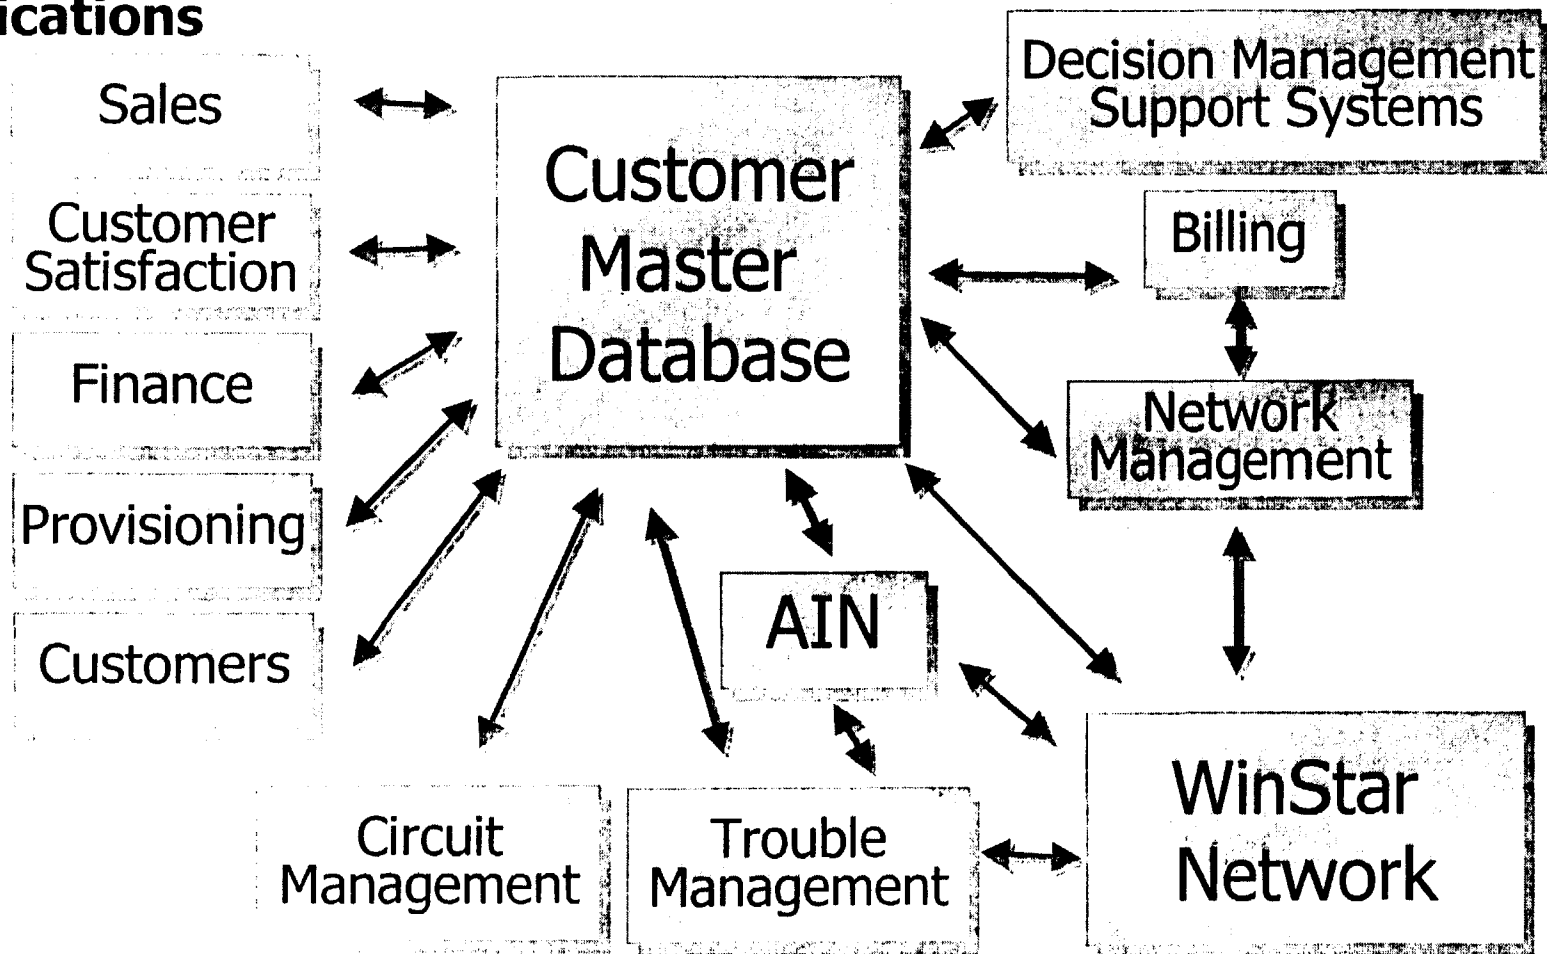 ications
Sales
Customer
Satisfaction
Finance
Provisioning
Customers
Customer
Master
Database
Decision Management
Support Systems
Billing
Network
Management
AIN
Circuit
Management
Trouble
Management
WinStar
Network